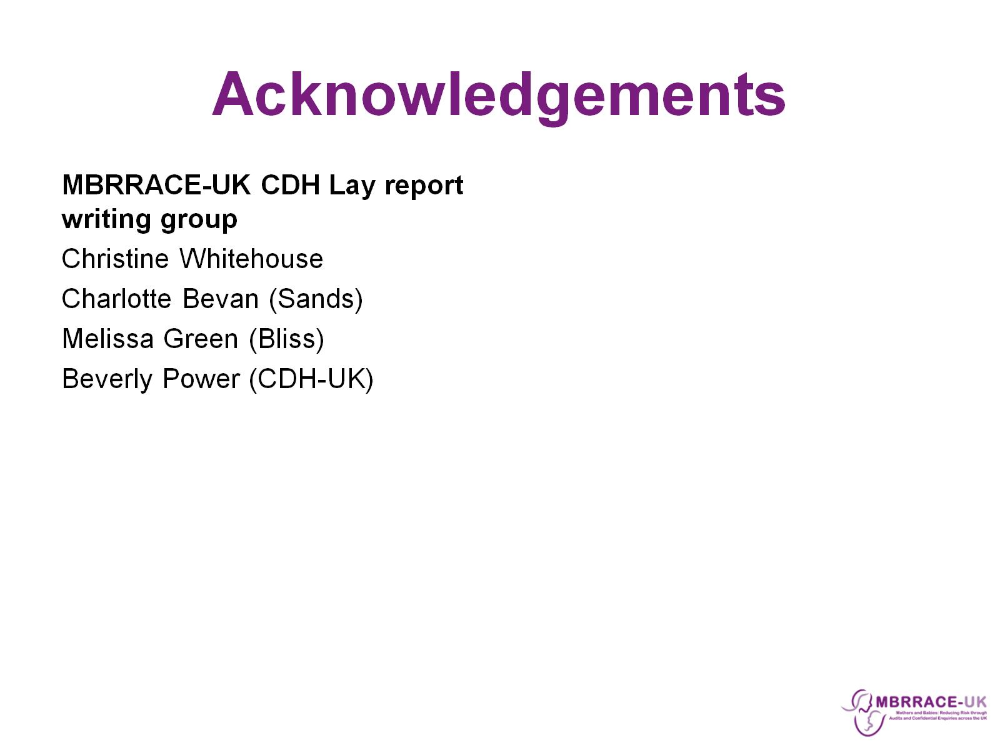 Acknowledgements
MBRRACE-UK CDH Lay report
writing group
Christine Whitehouse
Charlotte Bevan (Sands)
Melissa Green (Bliss)
Beverly Power (CDH-UK)
MBRRACE-UK
Mothers and Babies: Reducing Risk through
Audits and Confidential Enquiries across the UK